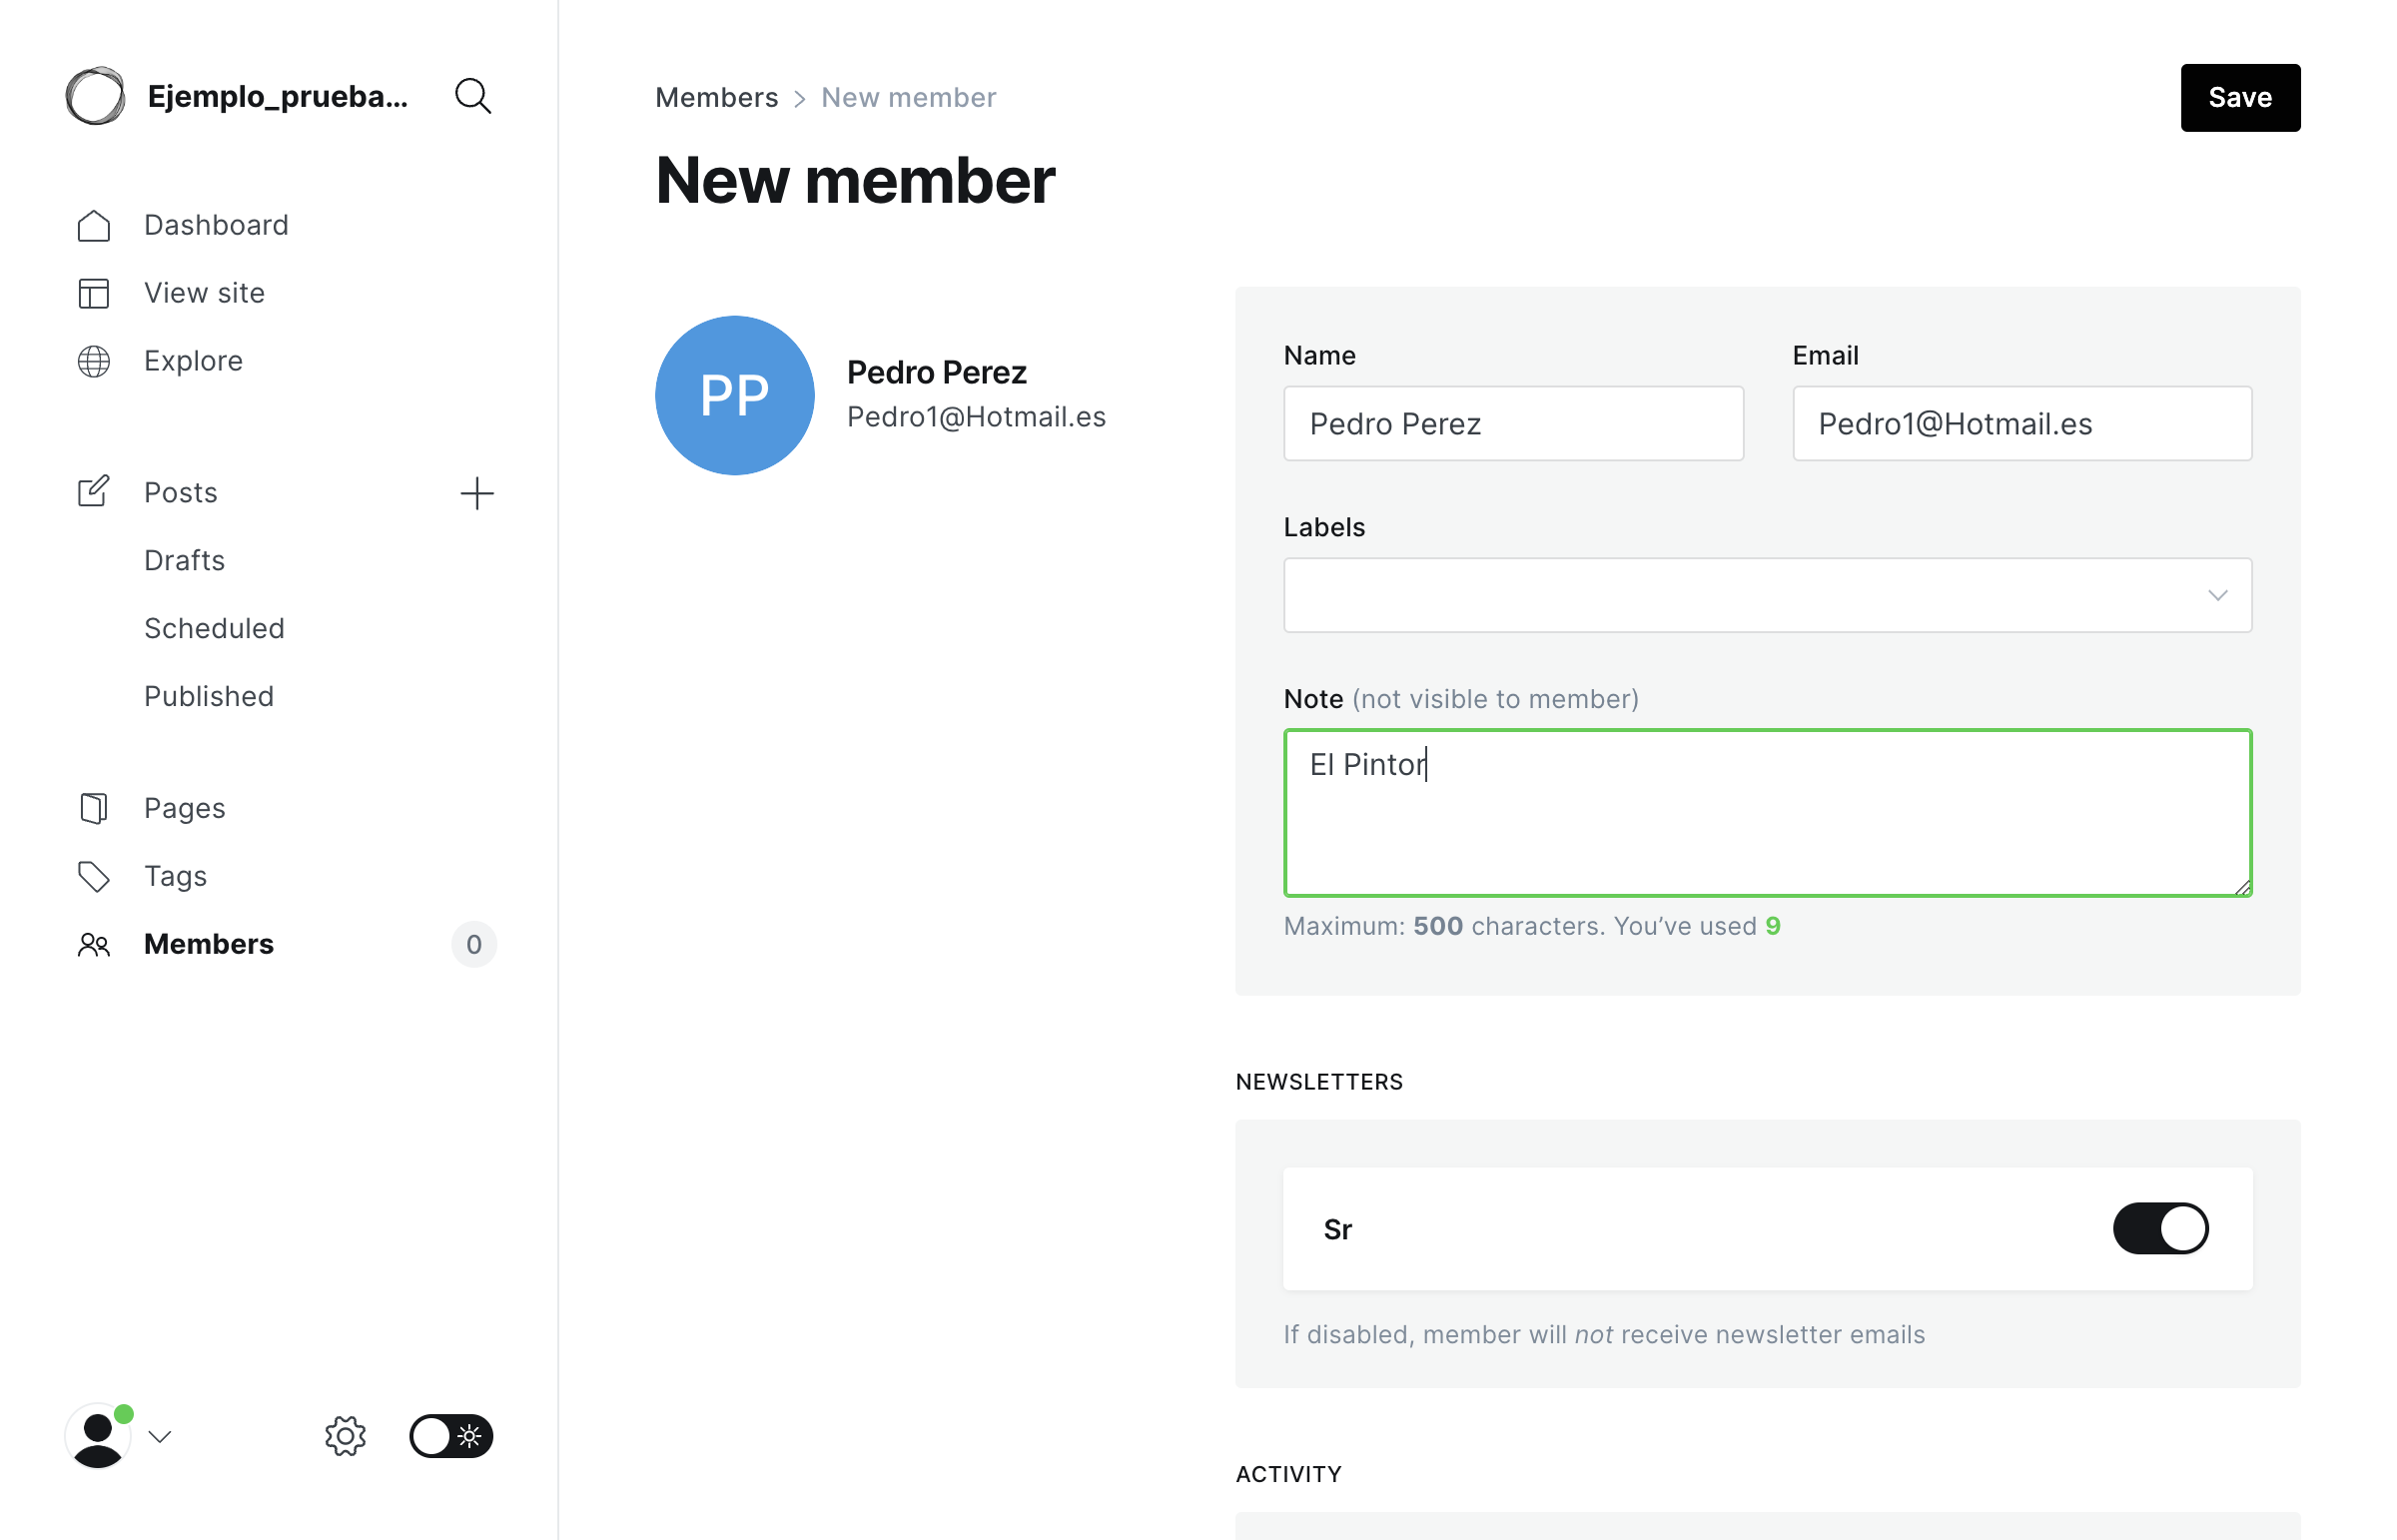 Ejemplo_prueba...
Dashboard
View site
Explore
Posts
Drafts
Scheduled
Published
Pages
Tags
Members 0
Members > New member
Save
New member
PP
Pedro Perez
Pedro1@Hotmail.es
Name
Pedro Perez
Email
Pedro1@Hotmail.es
Labels
Note (not visible to member)
El Pintor
Maximum: 500 characters. You’ve used 9
NEWSLETTERS
Sr
If disabled, member will not receive newsletter emails
ACTIVITY